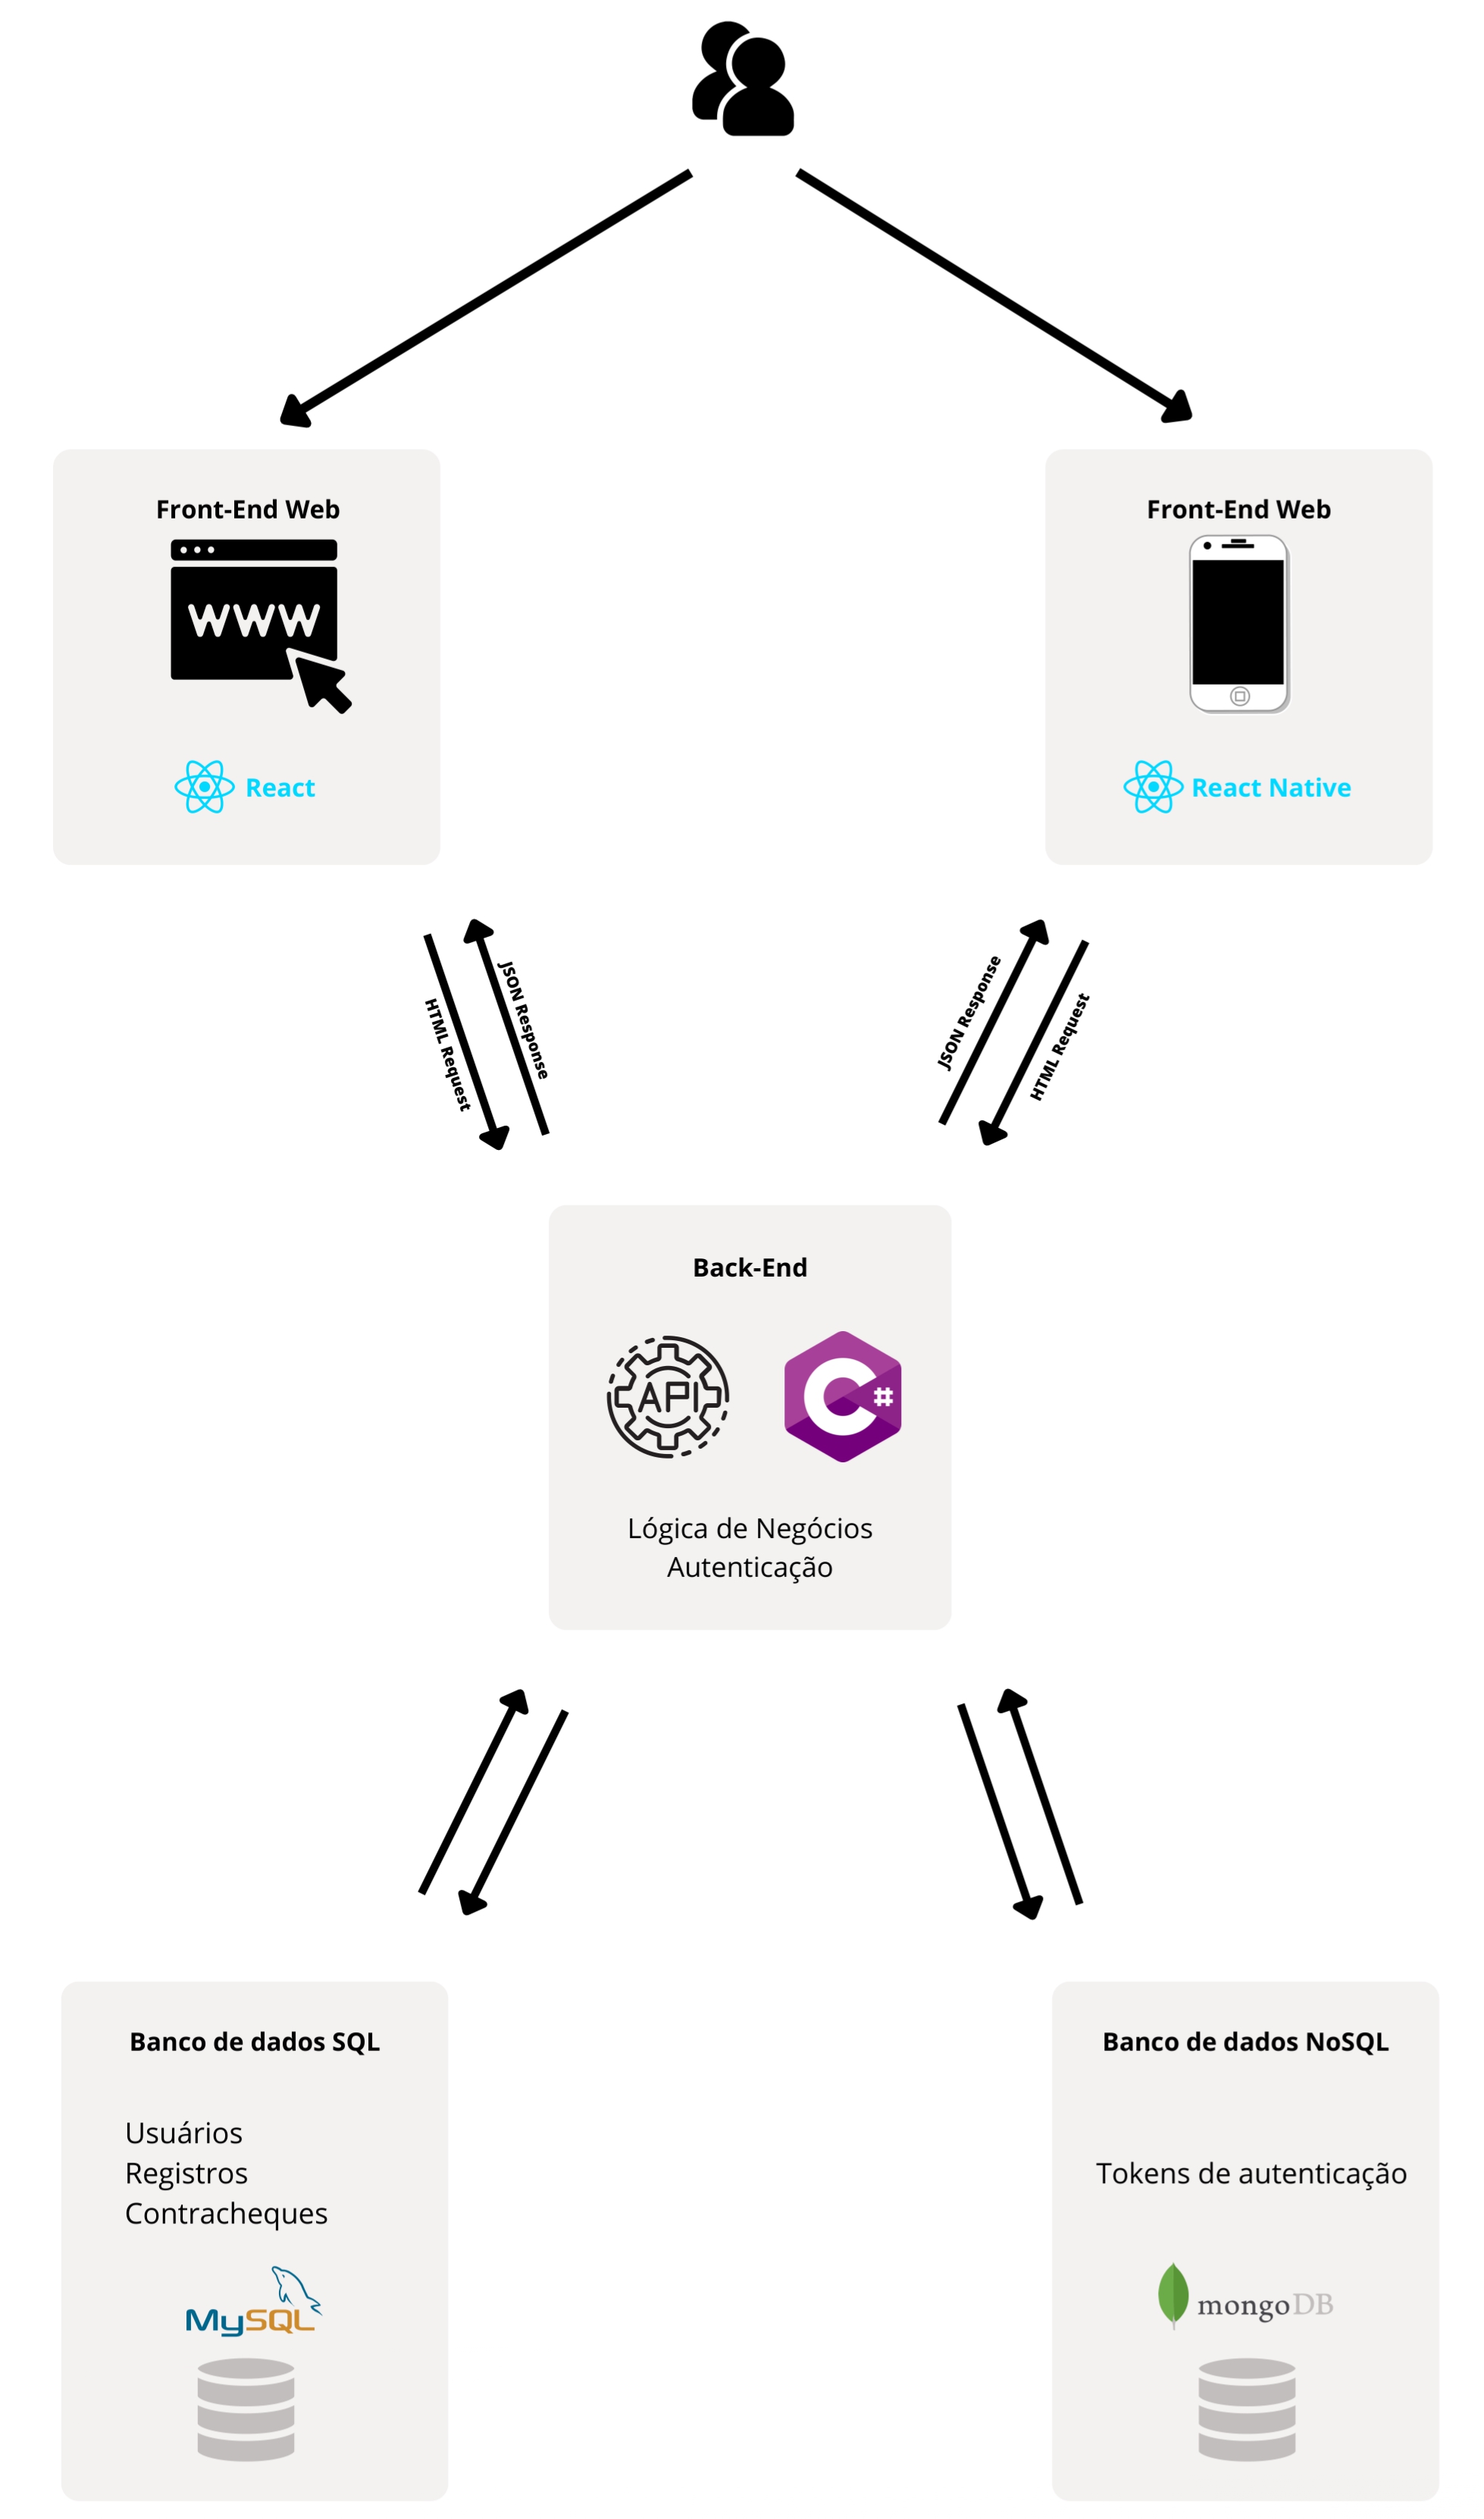 Front-End Web
WWW
React
Front-End Web
React Native
HTML Request
JSON Response
JSON Response
HTML Request
Back-End
API
C#
Lógica de Negócios
Autenticação
Banco de dados SQL
Usuários
Registros
Contracheques
MySQL
Banco de dados NoSQL
Tokens de autenticação
mongoDB